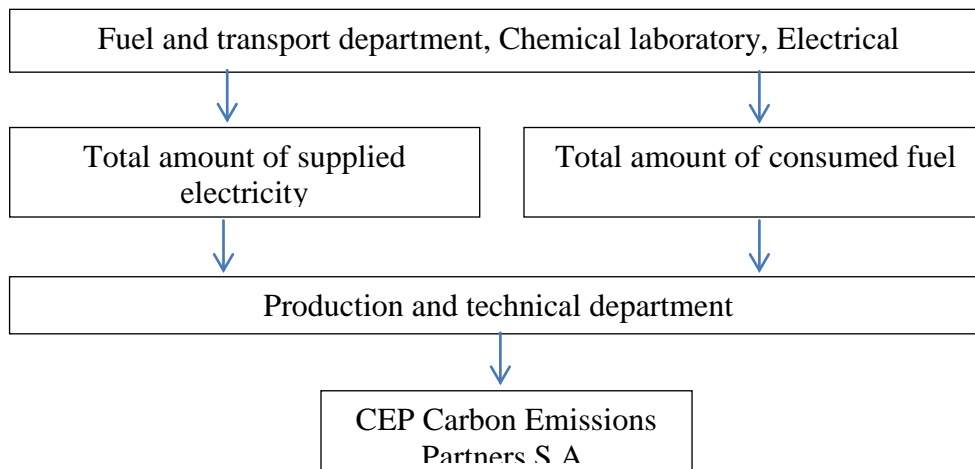 Fuel and transport department, Chemical laboratory, Electrical
Total amount of supplied
electricity
Total amount of consumed fuel
Production and technical department
CEP Carbon Emissions
Partners S.A